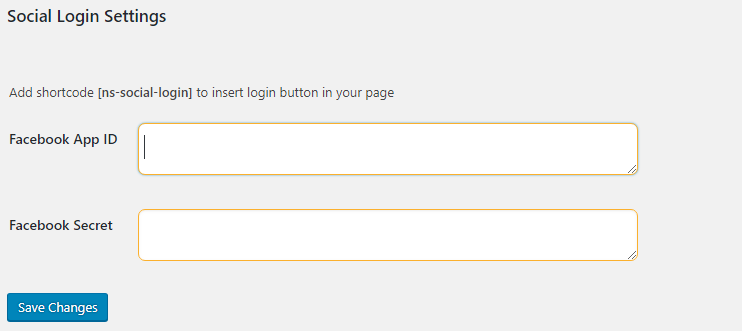 Social Login Settings
Add shortcode [ns-social-login] to insert login button in your page
Facebook App ID
Facebook Secret
Save Changes